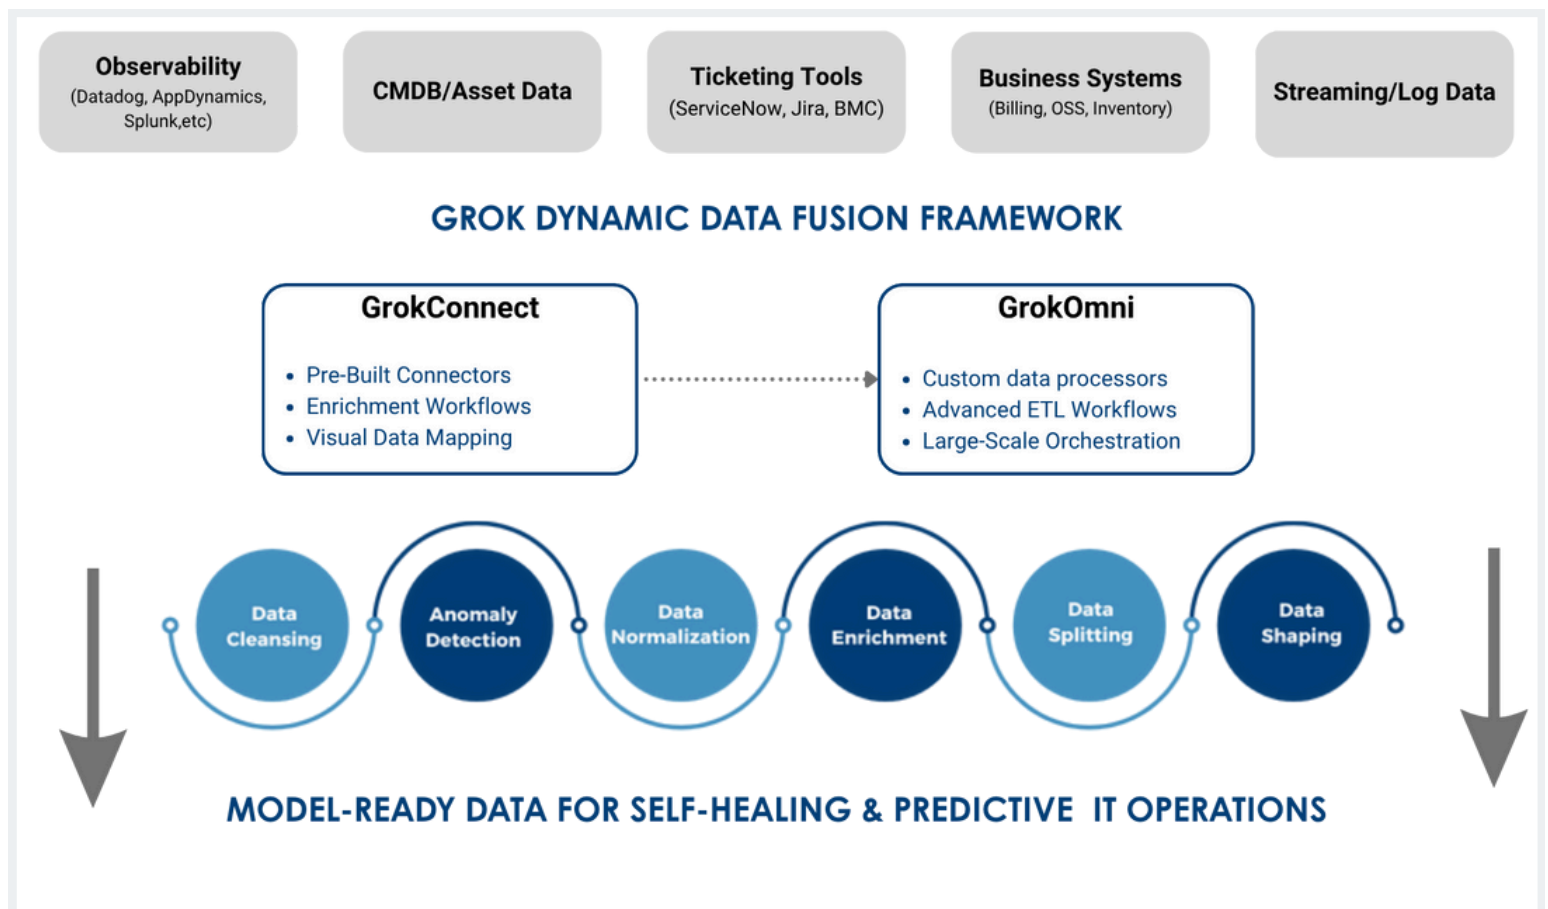 Observability
(Datadog, AppDynamics,
Splunk,etc)
CMDB/Asset Data
Ticketing Tools
(ServiceNow, Jira, BMC)
Business Systems
(Billing, OSS, Inventory)
Streaming/Log Data
GROK DYNAMIC DATA FUSION FRAMEWORK
GrokConnect
• Pre-Built Connectors
• Enrichment Workflows
• Visual Data Mapping
GrokOmni
• Custom data processors
• Advanced ETL Workflows
• Large-Scale Orchestration
Data
Cleansing
Anomaly
Detection
Data
Normalization
Data
Enrichment
Data
Splitting
Data
Shaping
MODEL-READY DATA FOR SELF-HEALING & PREDICTIVE IT OPERATIONS